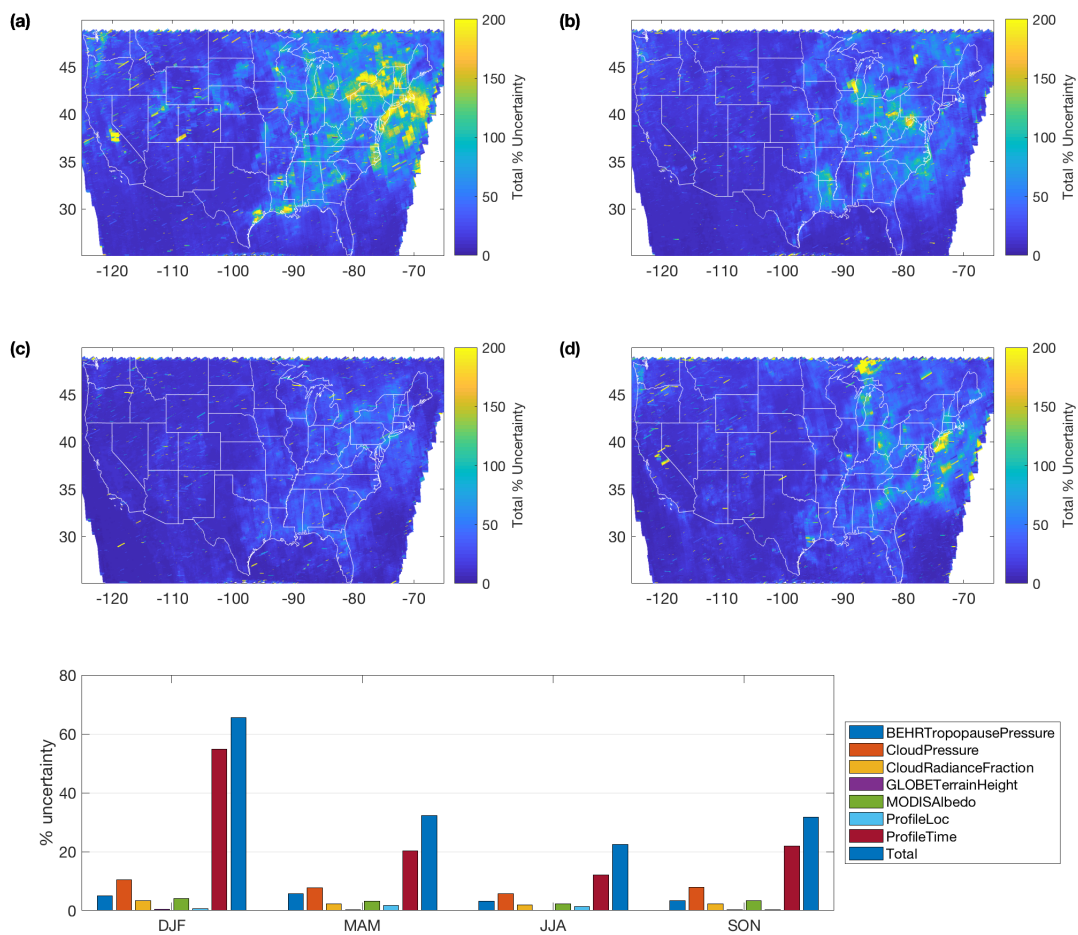 (a)
200
150
100
50
0
Total % Uncertainty
45
40
35
30
-120 -110 -100 -90 -80 -70
(b)
200
150
100
50
0
Total % Uncertainty
45
40
35
30
-120 -110 -100 -90 -80 -70
(c)
200
150
100
50
0
Total % Uncertainty
45
40
35
30
-120 -110 -100 -90 -80 -70
(d)
200
150
100
50
0
Total % Uncertainty
45
40
35
30
-120 -110 -100 -90 -80 -70
80
60
40
20
0
% uncertainty
DJF MAM JJA SON
BEHRTropopausePressure
CloudPressure
CloudRadianceFraction
GLOBETerrainHeight
MODISAlbedo
ProfileLoc
ProfileTime
Total